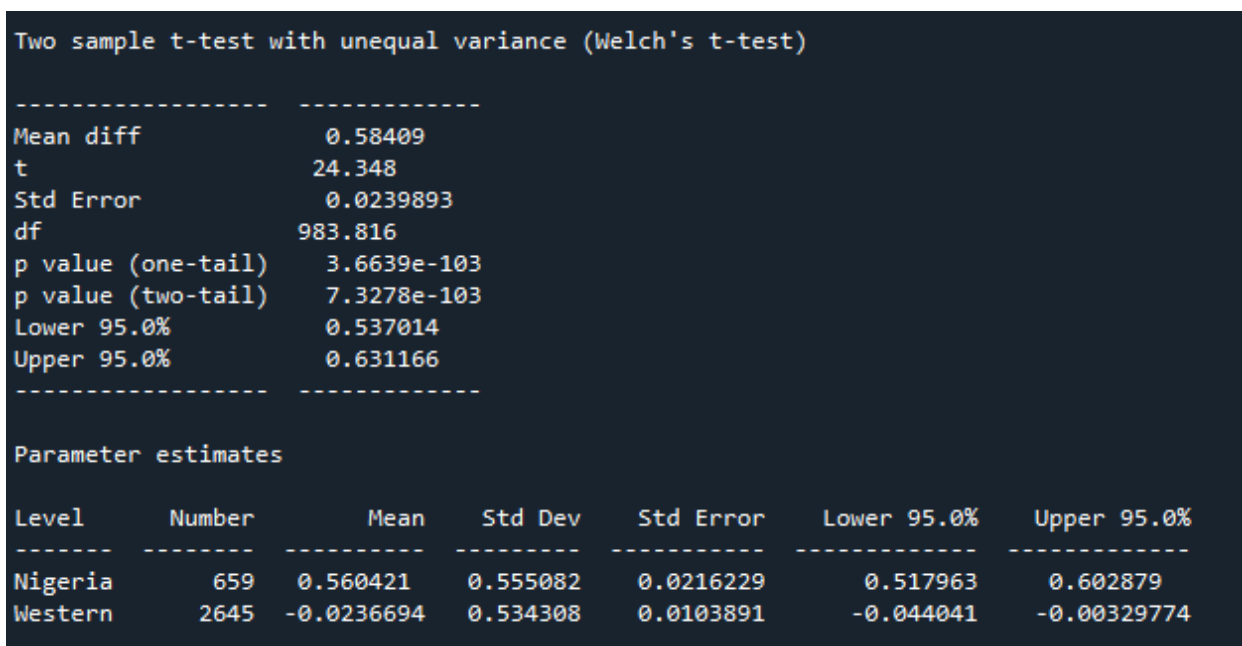 Two sample t-test with unequal variance (Welch's t-test)
------------------  -------------
Mean diff             0.58409
t                    24.348
Std Error             0.0239893
df                  983.816
p value (one-tail)    3.6639e-103
p value (two-tail)    7.3278e-103
Lower 95.0%           0.537014
Upper 95.0%           0.631166
------------------  -------------
Parameter estimates
Level      Number        Mean    Std Dev    Std Error    Lower 95.0%    Upper 95.0%
-------  --------  ----------  ---------  -----------  -------------  -------------
Nigeria       659   0.560421    0.555082    0.0216229       0.517963     0.602879
Western      2645  -0.0236694   0.534308    0.0103891      -0.044041    -0.00329774